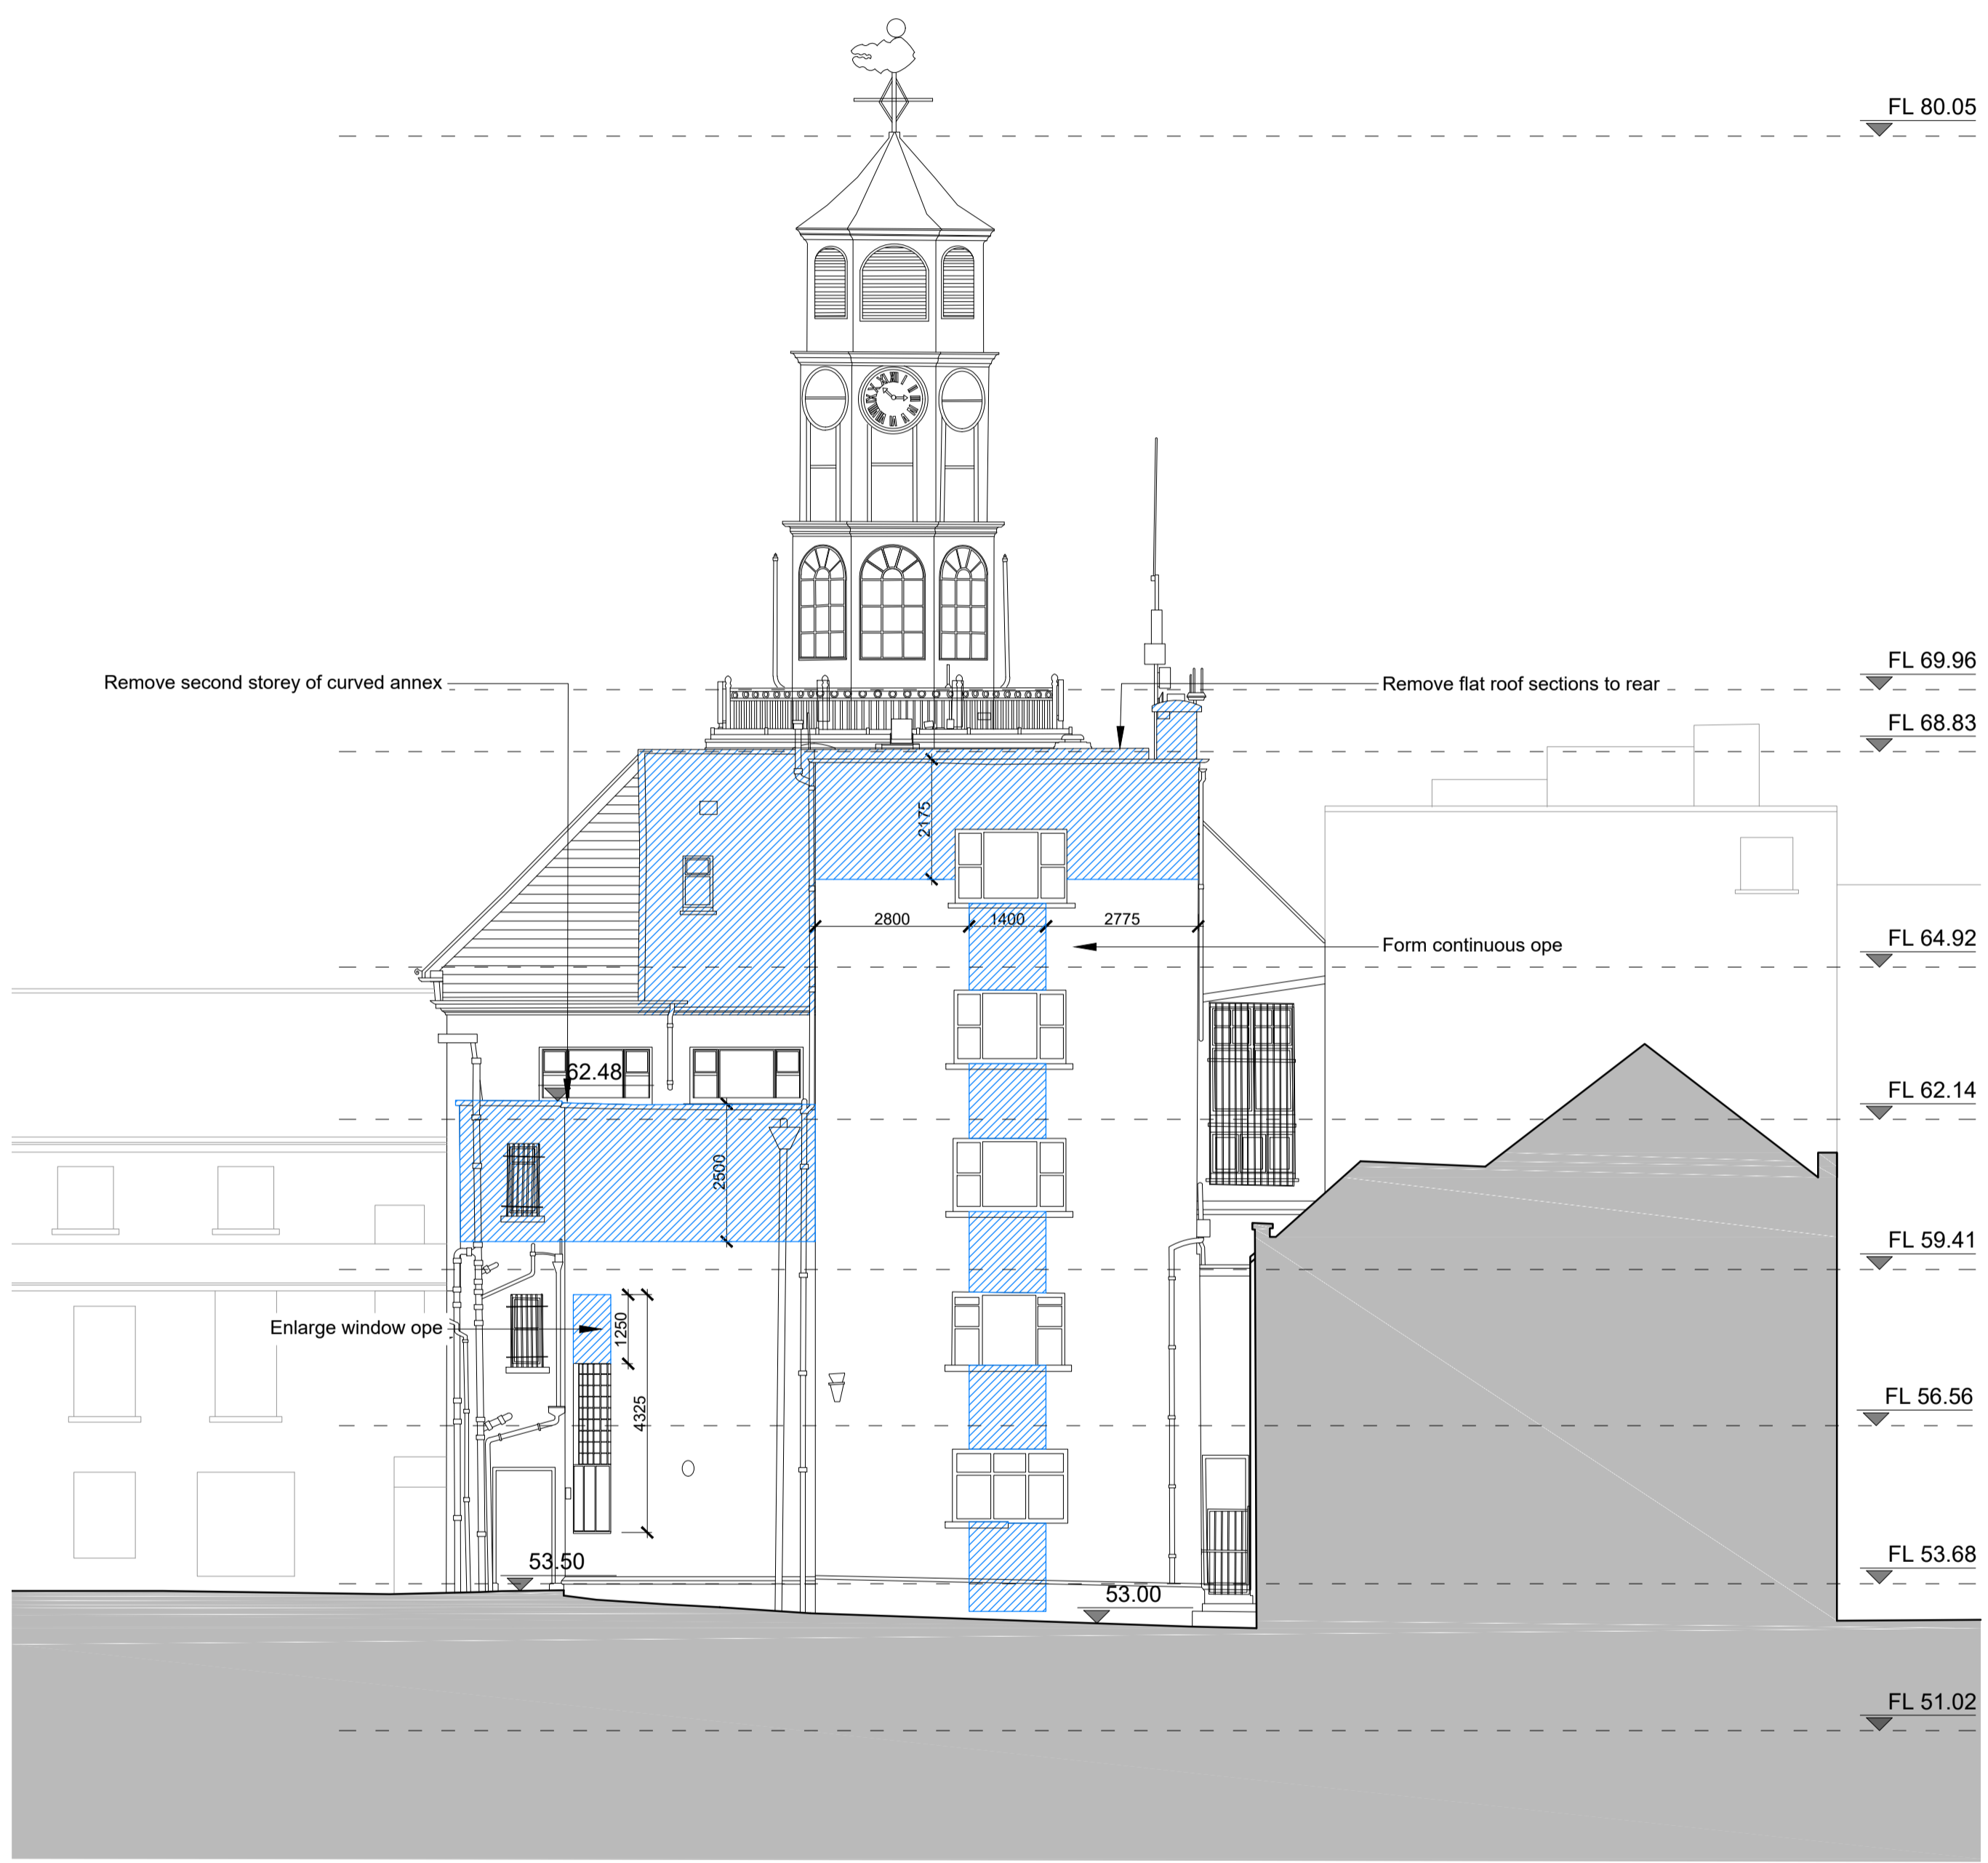 FL 80.05
FL 69.96
Remove second storey of curved annex
Remove flat roof sections to rear
FL 68.83
2175
2800
1400
2775
FL 64.92
Form continuous ope
62.48
FL 62.14
2500
FL 59.41
Enlarge window ope
1250
4325
FL 56.56
53.50
FL 53.68
53.00
FL 51.02